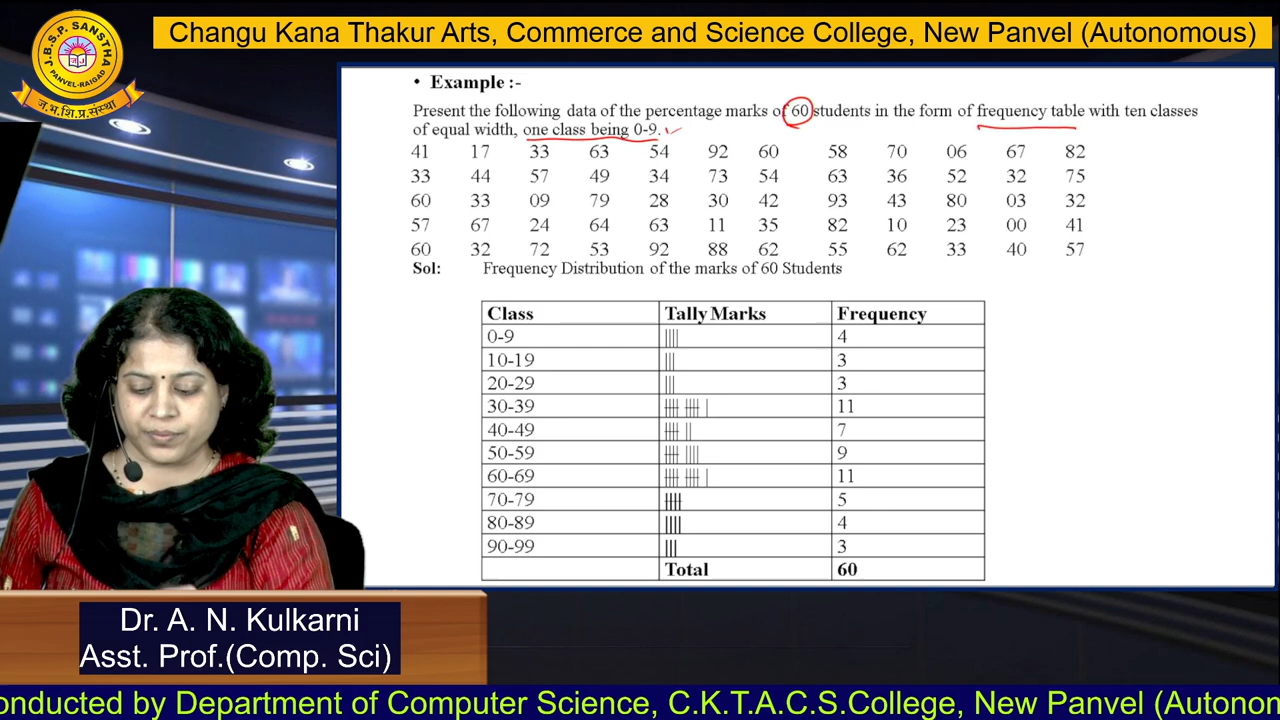 J.B.S.P. SANSTHA
PANVEL-RAIGAD
ज.भ.शि.प्र.संस्था
Changu Kana Thakur Arts, Commerce and Science College, New Panvel (Autonomous)
• Example :-
Present the following data of the percentage marks of 60 students in the form of frequency table with ten classes
of equal width, one class being 0-9.
41 17 33 63 54 92 60 58 70 06 67 82
33 44 57 49 34 73 54 63 36 52 32 75
60 33 09 79 28 30 42 93 43 80 03 32
57 67 24 64 63 11 35 82 10 23 00 41
60 32 72 53 92 88 62 55 62 33 40 57
Sol: Frequency Distribution of the marks of 60 Students
Class Tally Marks Frequency
0-9 |||| 4
10-19 ||| 3
20-29 ||| 3
30-39 |||| |||| | 11
40-49 |||| || 7
50-59 |||| |||| 9
60-69 |||| |||| | 11
70-79 |||| 5
80-89 |||| 4
90-99 ||| 3
Total 60
Dr. A. N. Kulkarni
Asst. Prof.(Comp. Sci)
onducted by Department of Computer Science, C.K.T.A.C.S.College, New Panvel (Autonon